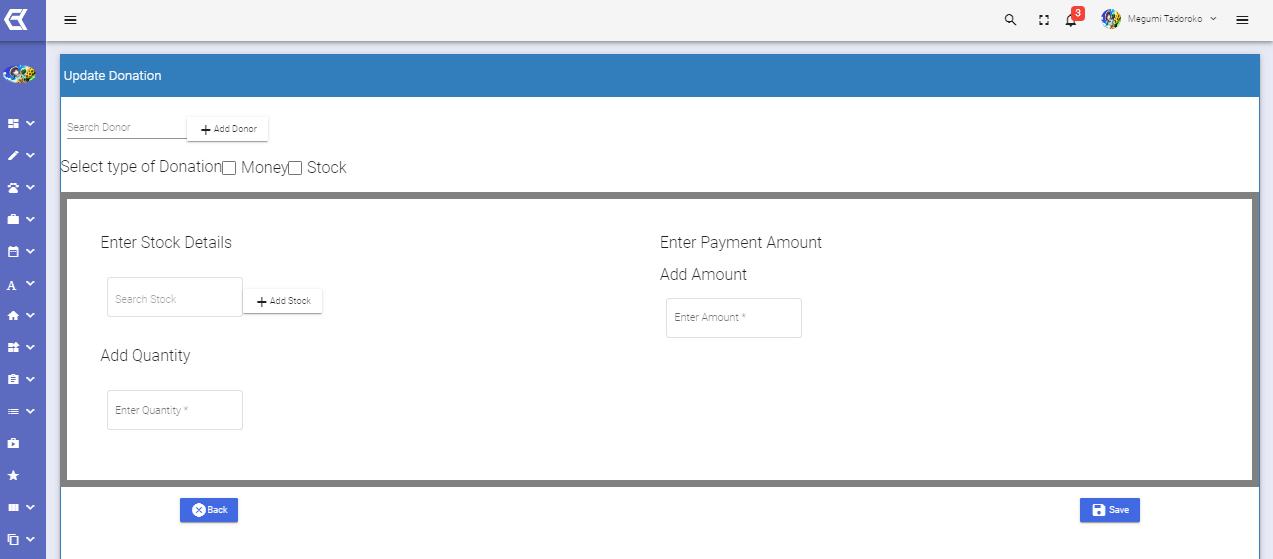 3
Megumi Tadoroko
Update Donation
Search Donor
Add Donor
Select type of Donation Money Stock
Enter Stock Details
Enter Payment Amount
Add Amount
Search Stock
Add Stock
Enter Amount *
Add Quantity
Enter Quantity *
Back
Save
A